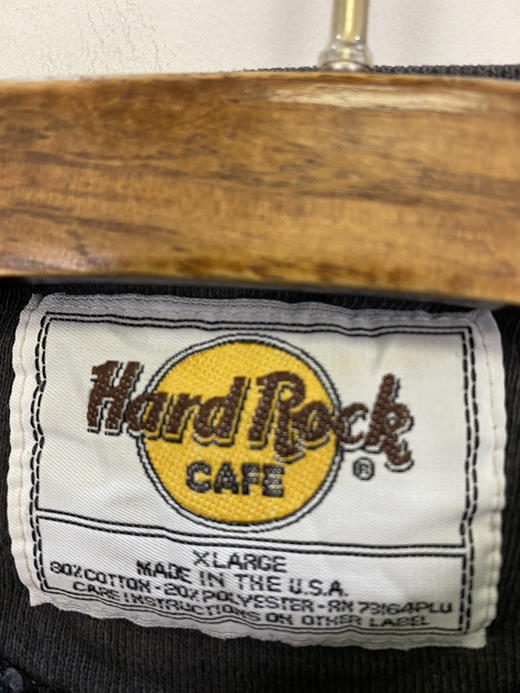 Hard Rock
CAFE
®
XLARGE
MADE IN THE U.S.A.
80% COTTON - 20% POLYESTER - RN 73164PLU
CARE INSTRUCTIONS ON OTHER LABEL